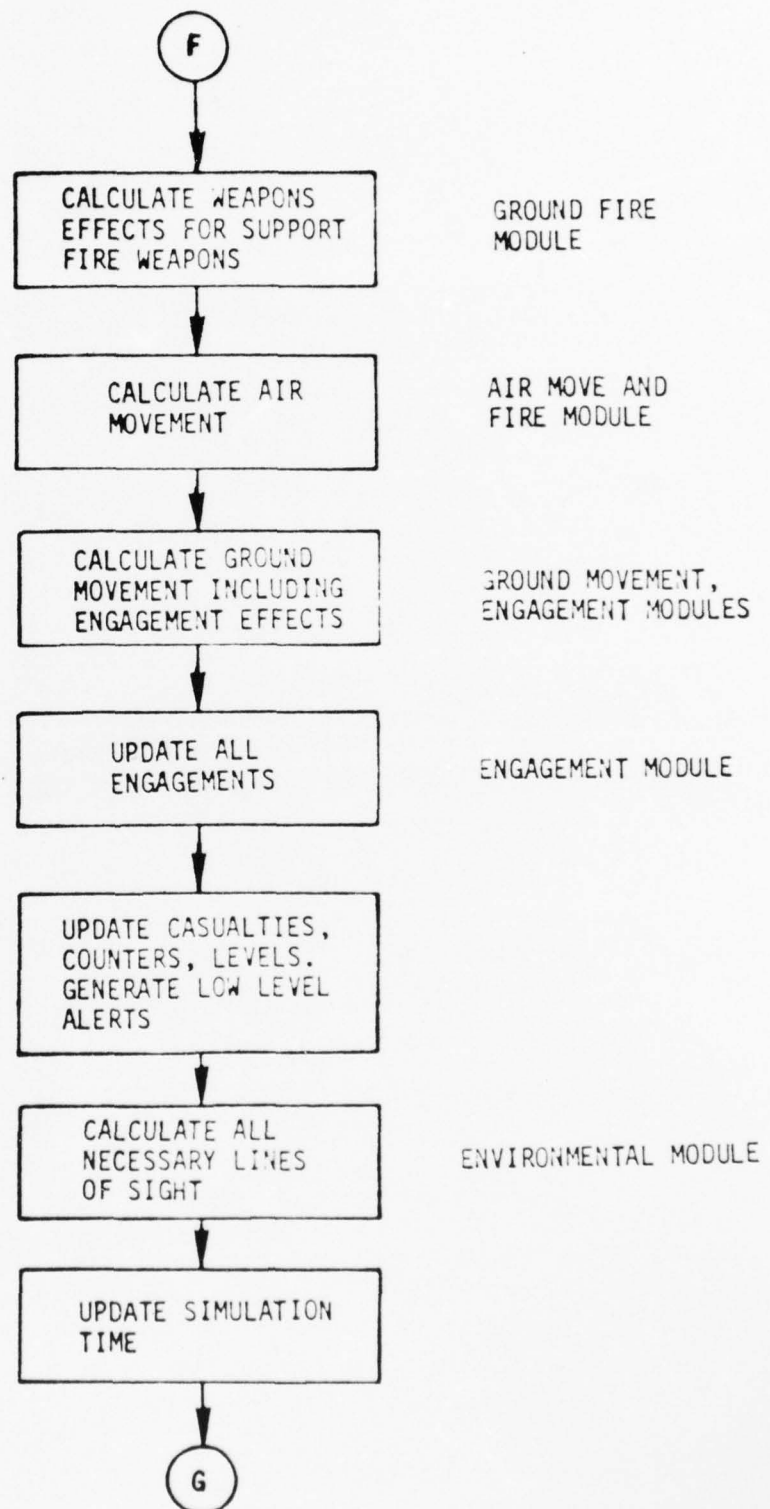 F
CALCULATE WEAPONS
EFFECTS FOR SUPPORT
FIRE WEAPONS
GROUND FIRE
MODULE
CALCULATE AIR
MOVEMENT
AIR MOVE AND
FIRE MODULE
CALCULATE GROUND
MOVEMENT INCLUDING
ENGAGEMENT EFFECTS
GROUND MOVEMENT,
ENGAGEMENT MODULES
UPDATE ALL
ENGAGEMENTS
ENGAGEMENT MODULE
UPDATE CASUALTIES,
COUNTERS, LEVELS.
GENERATE LOW LEVEL
ALERTS
CALCULATE ALL
NECESSARY LINES
OF SIGHT
ENVIRONMENTAL MODULE
UPDATE SIMULATION
TIME
G